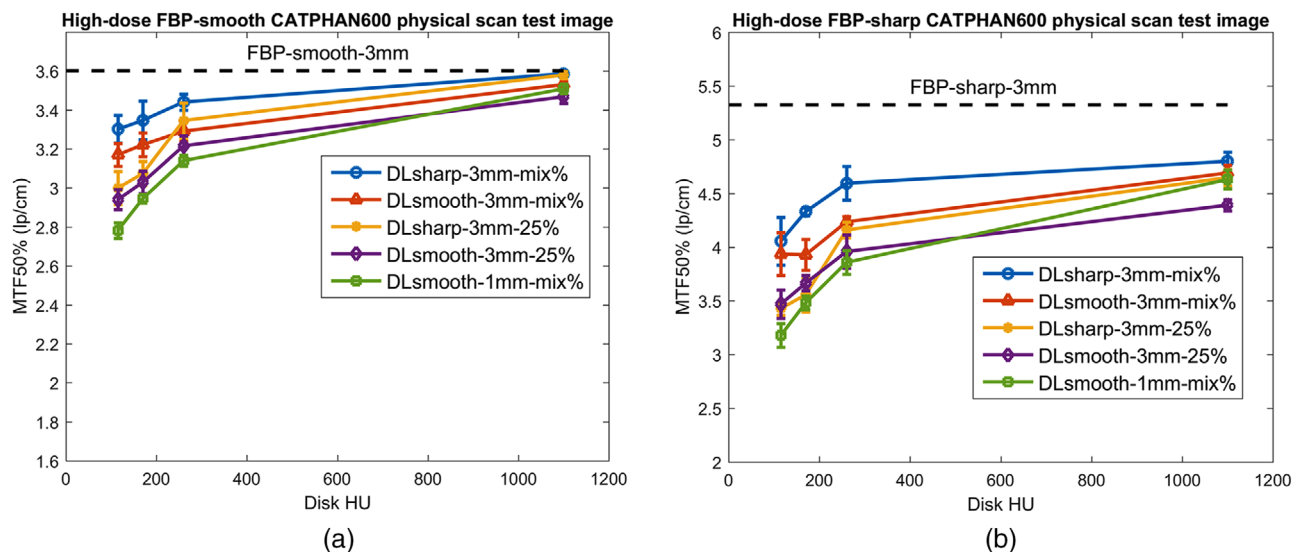 High-dose FBP-smooth CATPHAN600 physical scan test image
FBP-smooth-3mm
3.6
3.4
3.2
3
2.8
2.6
2.4
2.2
2
1.8
1.6
MTF50% (lp/cm)
DLsharp-3mm-mix%
DLsmooth-3mm-mix%
DLsharp-3mm-25%
DLsmooth-3mm-25%
DLsmooth-1mm-mix%
0 200 400 600 800 1000 1200
Disk HU
(a)
High-dose FBP-sharp CATPHAN600 physical scan test image
6
5.5
5
4.5
4
3.5
3
2.5
2
MTF50% (lp/cm)
FBP-sharp-3mm
DLsharp-3mm-mix%
DLsmooth-3mm-mix%
DLsharp-3mm-25%
DLsmooth-3mm-25%
DLsmooth-1mm-mix%
0 200 400 600 800 1000 1200
Disk HU
(b)